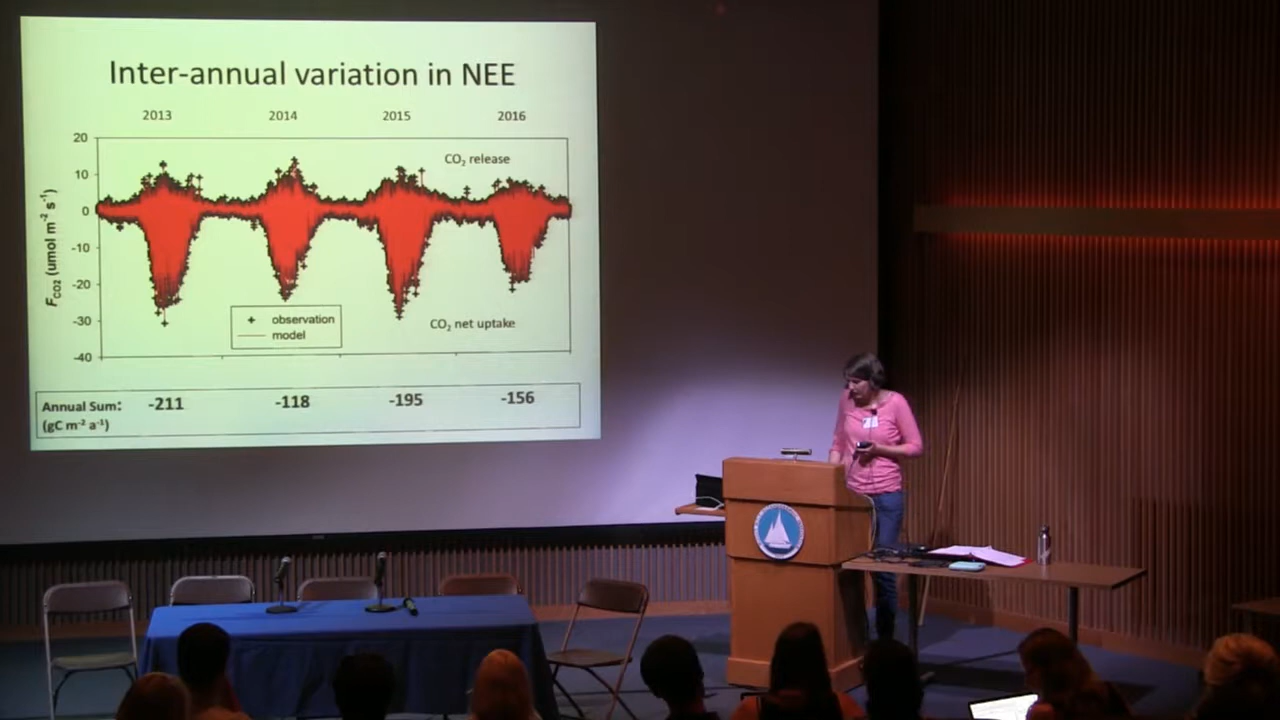 Inter-annual variation in NEE
2013 2014 2015 2016
20
10
0
-10
-20
-30
-40
F CO2 (umol m-2 s-1)
CO2 release
observation
model
CO2 net uptake
Annual Sum: -211 -118 -195 -156
(gC m-2 a-1)